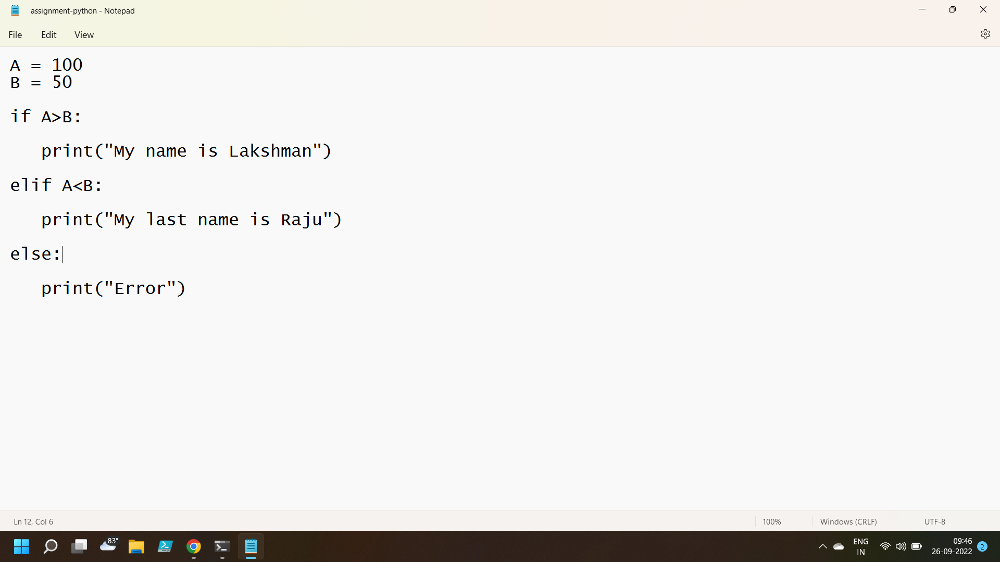 assignment-python - Notepad
File Edit View
A = 100
B = 50
if A>B:
   print("My name is Lakshman")
elif A<B:
   print("My last name is Raju")
else:
   print("Error")
Ln 12, Col 6 100% Windows (CRLF) UTF-8
83°
ENG
IN
09:46
26-09-2022
2